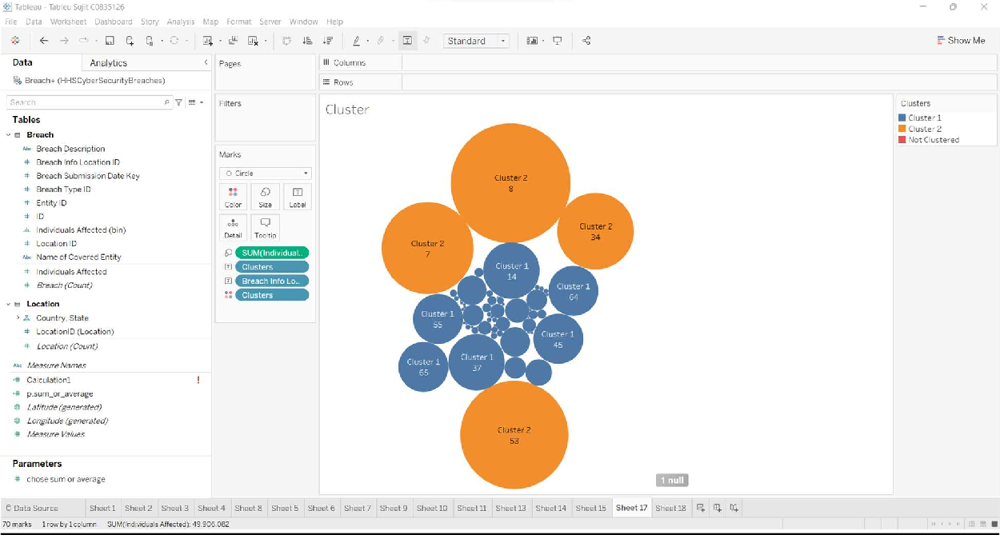 Tableau - Tableu Sujit C0835126
File Data Worksheet Dashboard Story Analysis Map Format Server Window Help
Standard
Show Me
Data Analytics
Breach+ (HHSCyberSecurityBreaches)
Search
Tables
Breach
Abc Breach Description
# Breach Info Location ID
# Breach Submission Date Key
# Breach Type ID
# Entity ID
# ID
Individuals Affected (bin)
# Location ID
Abc Name of Covered Entity
# Individuals Affected
# Breach (Count)
Location
Country, State
# LocationID (Location)
# Location (Count)
Abc Measure Names
Calculation1 !
p.sum_or_average
Latitude (generated)
Longitude (generated)
# Measure Values
Parameters
# chose sum or average
Pages
Filters
Marks
Circle
Color Size Label
Detail Tooltip
SUM(Individual..
Clusters
Breach Info Lo..
Clusters
Columns
Rows
Cluster
Cluster 2
8
Cluster 2
34
Cluster 2
7
Cluster 1
14
Cluster 1
64
Cluster 1
55
Cluster 1
45
Cluster 1
37
Cluster 1
65
Cluster 2
53
1 null
Clusters
Cluster 1
Cluster 2
Not Clustered
Data Source Sheet 1 Sheet 2 Sheet 3 Sheet 4 Sheet 8 Sheet 5 Sheet 6 Sheet 7 Sheet 9 Sheet 10 Sheet 11 Sheet 13 Sheet 14 Sheet 15 Sheet 17 Sheet 18
70 marks 1 row by 1 column SUM(Individuals Affected): 49,906,082